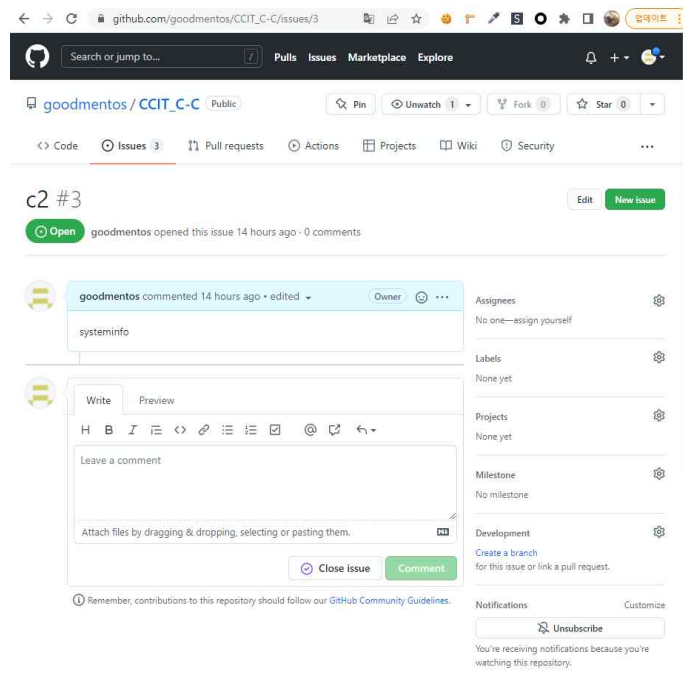 github.com/goodmentos/CCIT_C-C/issues/3
업데이트
Search or jump to...
/
Pulls Issues Marketplace Explore
goodmentos / CCIT_C-C Public
Pin
Unwatch 1
Fork 0
Star 0
Code
Issues 3
Pull requests
Actions
Projects
Wiki
Security
c2 #3
Edit
New issue
Open
goodmentos opened this issue 14 hours ago · 0 comments
goodmentos commented 14 hours ago • edited
Owner
systeminfo
Write
Preview
H B I
Leave a comment
Attach files by dragging & dropping, selecting or pasting them.
Close issue
Comment
Remember, contributions to this repository should follow our GitHub Community Guidelines.
Assignees
No one—assign yourself
Labels
None yet
Projects
None yet
Milestone
No milestone
Development
Create a branch
for this issue or link a pull request.
Notifications
Customize
Unsubscribe
You're receiving notifications because you're
watching this repository.